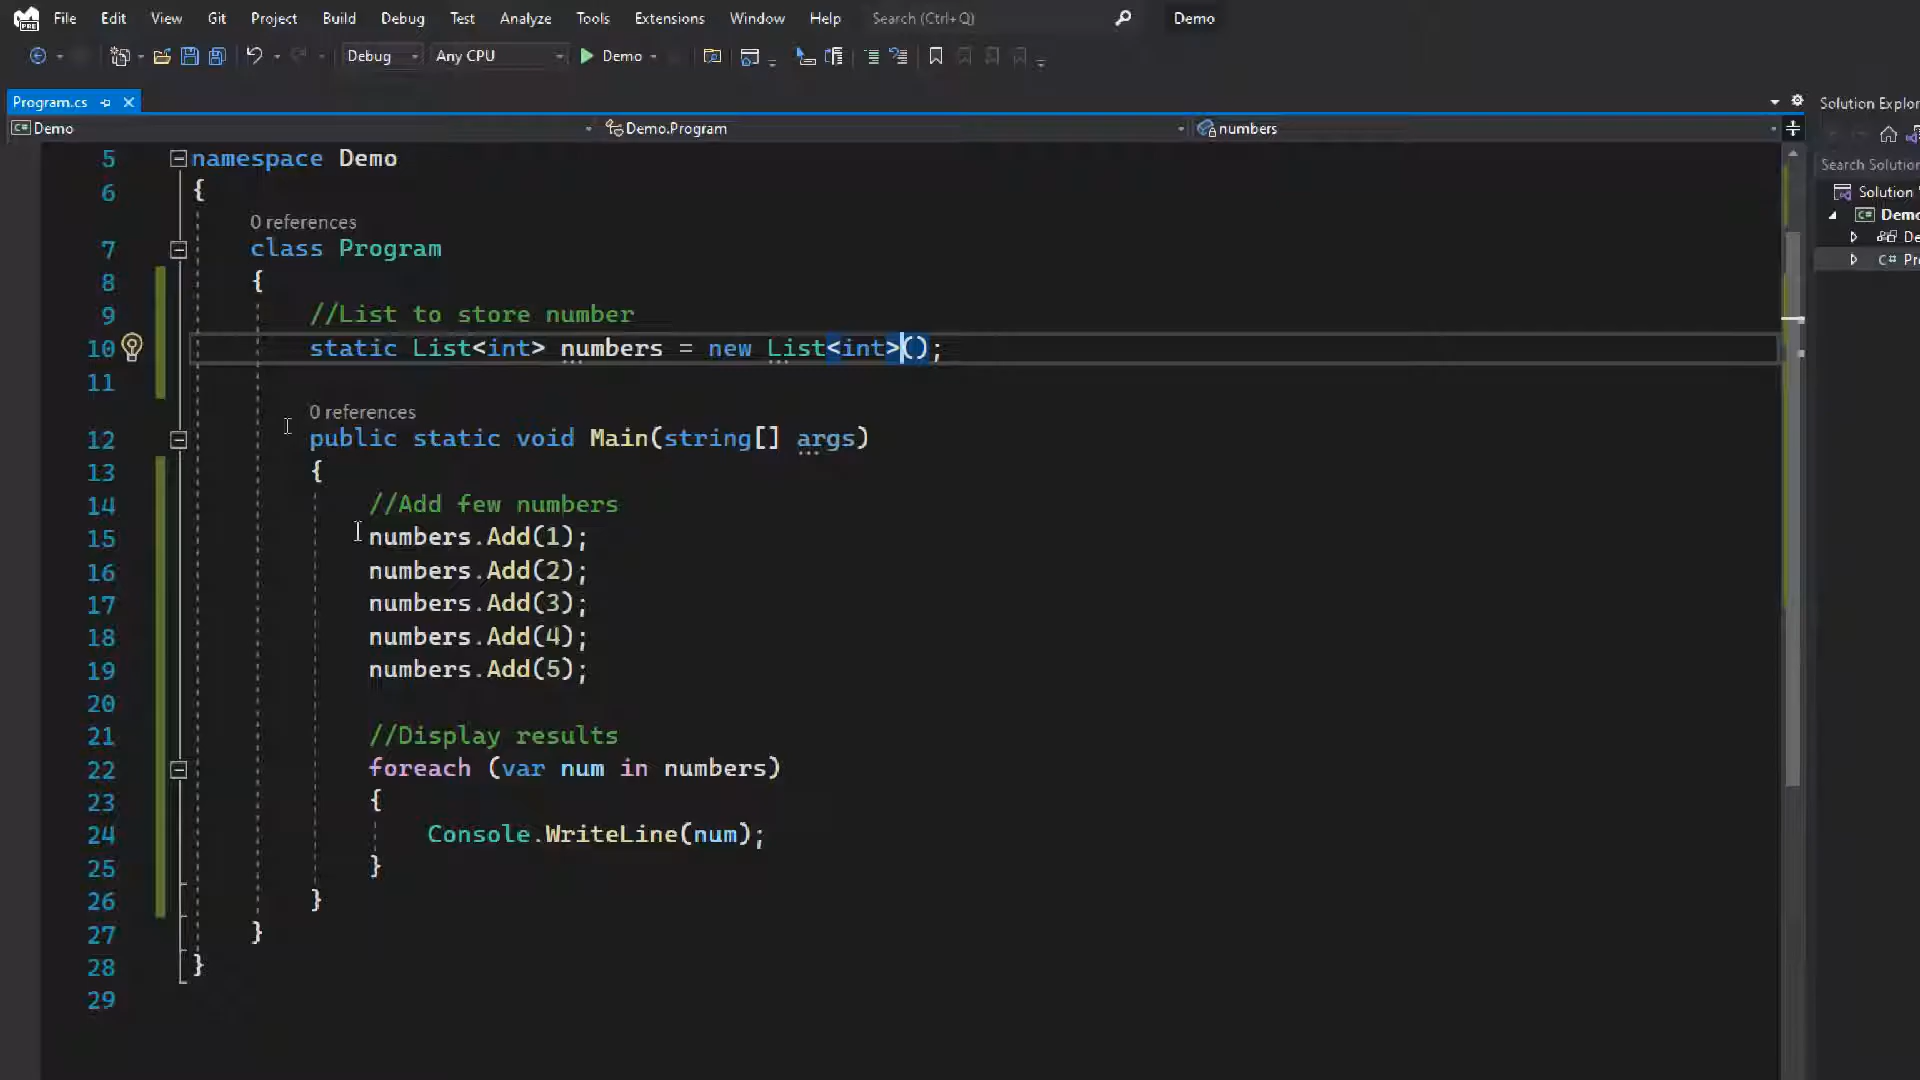 File Edit View Git Project Build Debug Test Analyze Tools Extensions Window Help Search (Ctrl+Q) Demo
Debug Any CPU Demo
Program.cs
Solution Explor
Demo Demo.Program numbers
Search Solutio
5 namespace Demo
6 {
0 references
7 class Program
8 {
9 //List to store number
10 static List<int> numbers = new List<int>();
11
0 references
12 public static void Main(string[] args)
13 {
14 //Add few numbers
15 numbers.Add(1);
16 numbers.Add(2);
17 numbers.Add(3);
18 numbers.Add(4);
19 numbers.Add(5);
20
21 //Display results
22 foreach (var num in numbers)
23 {
24 Console.WriteLine(num);
25 }
26 }
27 }
28 }
29
Solution '
C# Demo
De
C# Pr